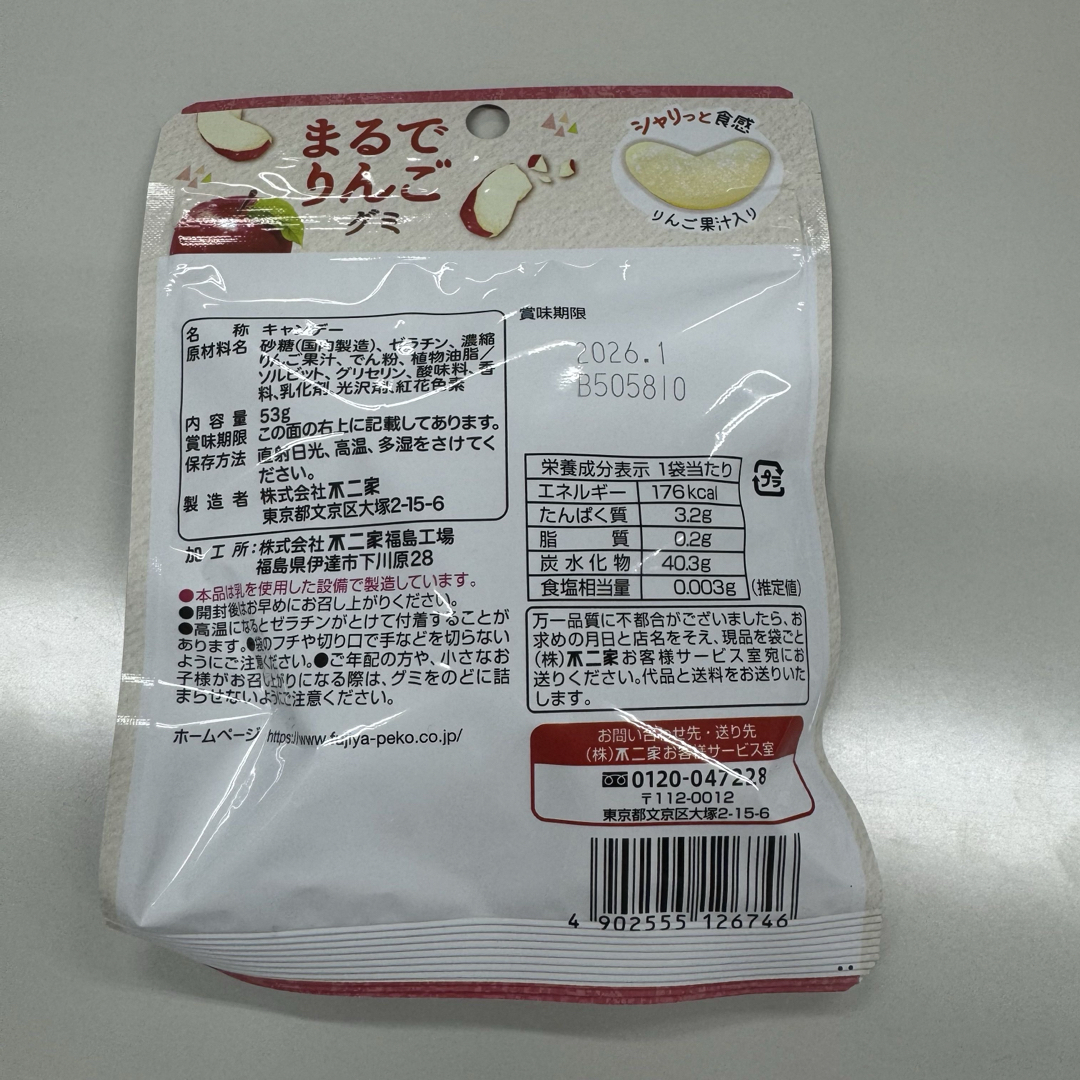 まるで
りんご
グミ
シャリっと食感
りんご果汁入り
名称 キャンデー
原材料名 砂糖(国内製造)、ゼラチン、濃縮
りんご果汁、でん粉、植物油脂/
ソルビット、グリセリン、酸味料、香
料、乳化剤、光沢剤、紅花色素
内容量 53g
賞味期限 この面の右上に記載してあります。
保存方法 直射日光、高温、多湿をさけてく
ださい。
製造者 株式会社不二家
東京都文京区大塚2-15-6
加工所:株式会社不二家福島工場
福島県伊達市下川原28
●本品は乳を使用した設備で製造しています。
●開封後はお早めにお召し上がりください。
●高温になるとゼラチンがとけて付着することが
あります。●袋のフチや切り口で手などを切らない
ようにご注意ください。●ご年配の方や、小さなお
子様がお召し上がりになる際は、グミをのどに詰
まらせないようにご注意ください。
ホームページ https://www.fujiya-peko.co.jp/
賞味期限
2026.1
B505810
栄養成分表示 1袋当たり
エネルギー 176kcal
たんぱく質 3.2g
脂質 0.2g
炭水化物 40.3g
食塩相当量 0.003g (推定値)
プラ
万一品質に不都合がございましたら、お
求めの月日と店名をそえ、現品を袋ごと
(株)不二家お客様サービス室宛にお
送りください。代品と送料をお送りいた
します。
お問い合わせ先・送り先
(株)不二家お客様サービス室
0120-047228
〒112-0012
東京都文京区大塚2-15-6
4 902555 126746